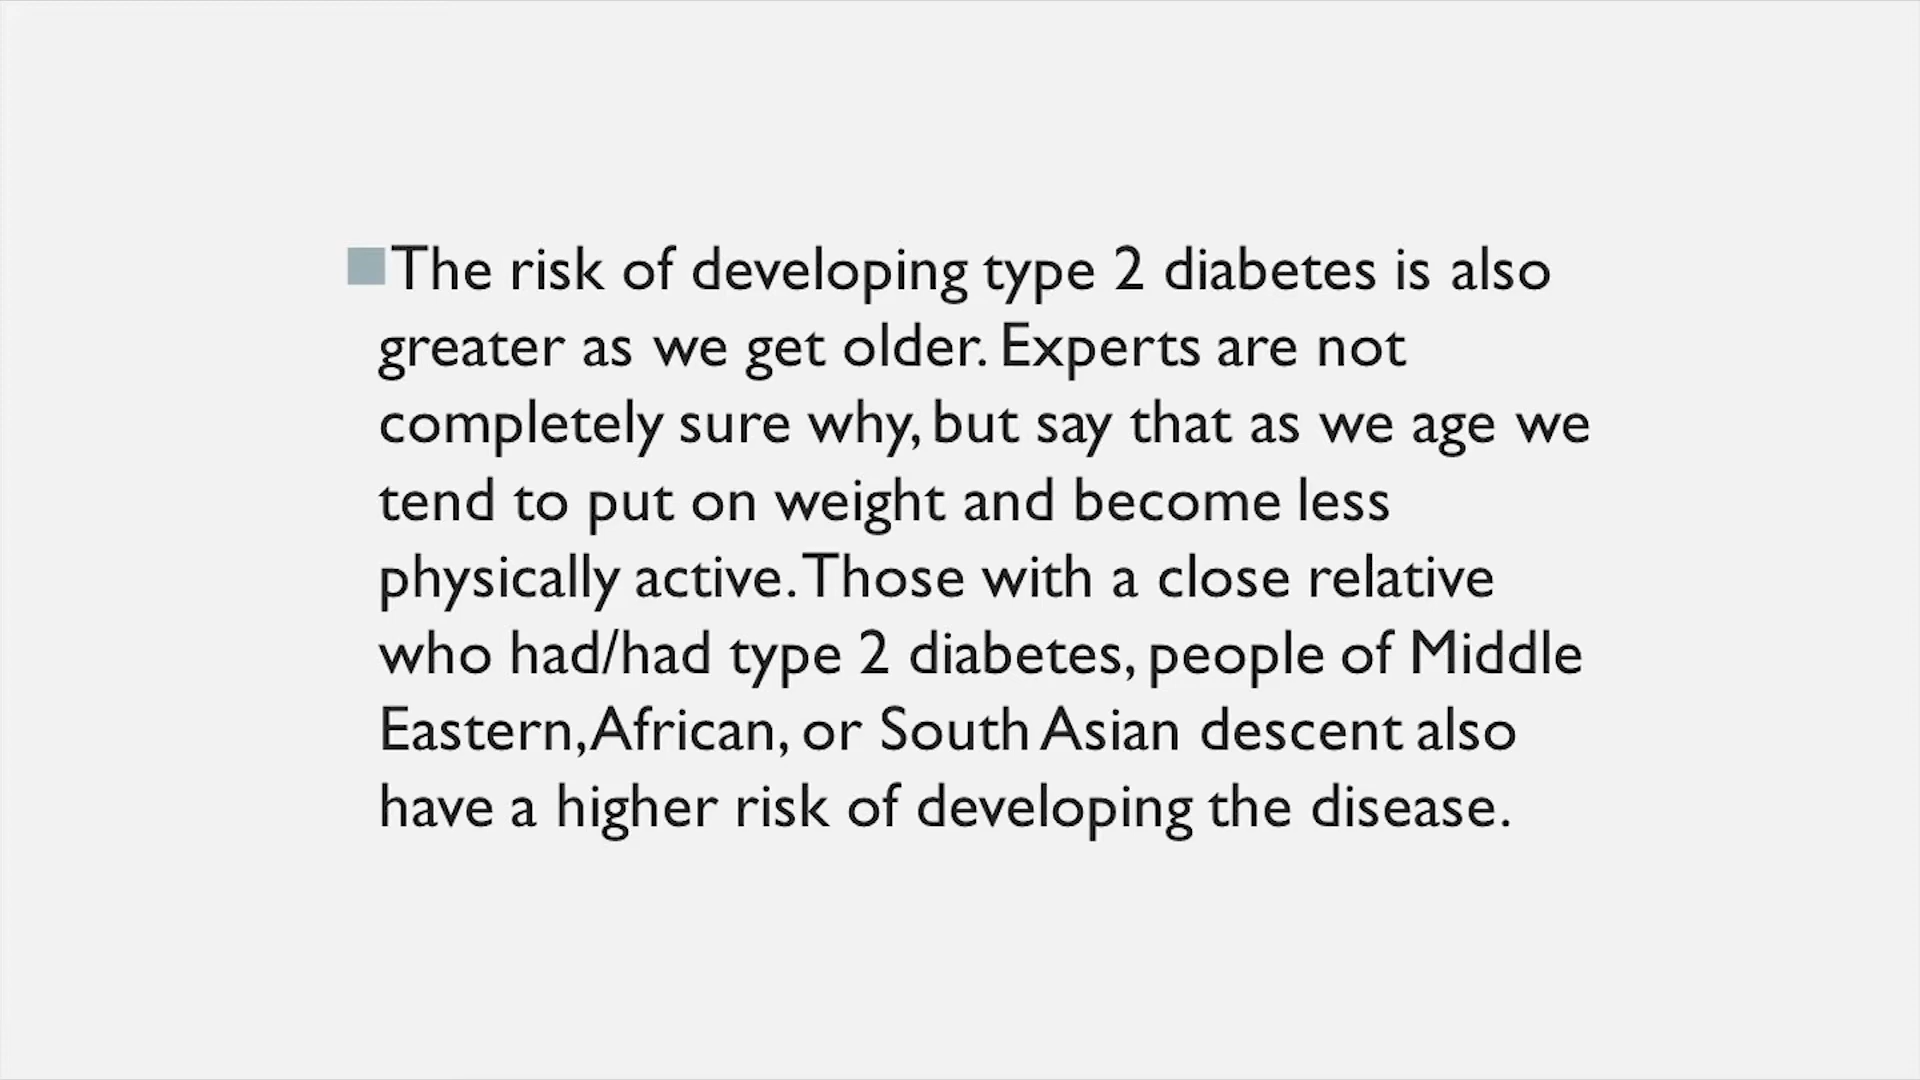 The risk of developing type 2 diabetes is also
greater as we get older. Experts are not
completely sure why, but say that as we age we
tend to put on weight and become less
physically active. Those with a close relative
who had/had type 2 diabetes, people of Middle
Eastern, African, or South Asian descent also
have a higher risk of developing the disease.